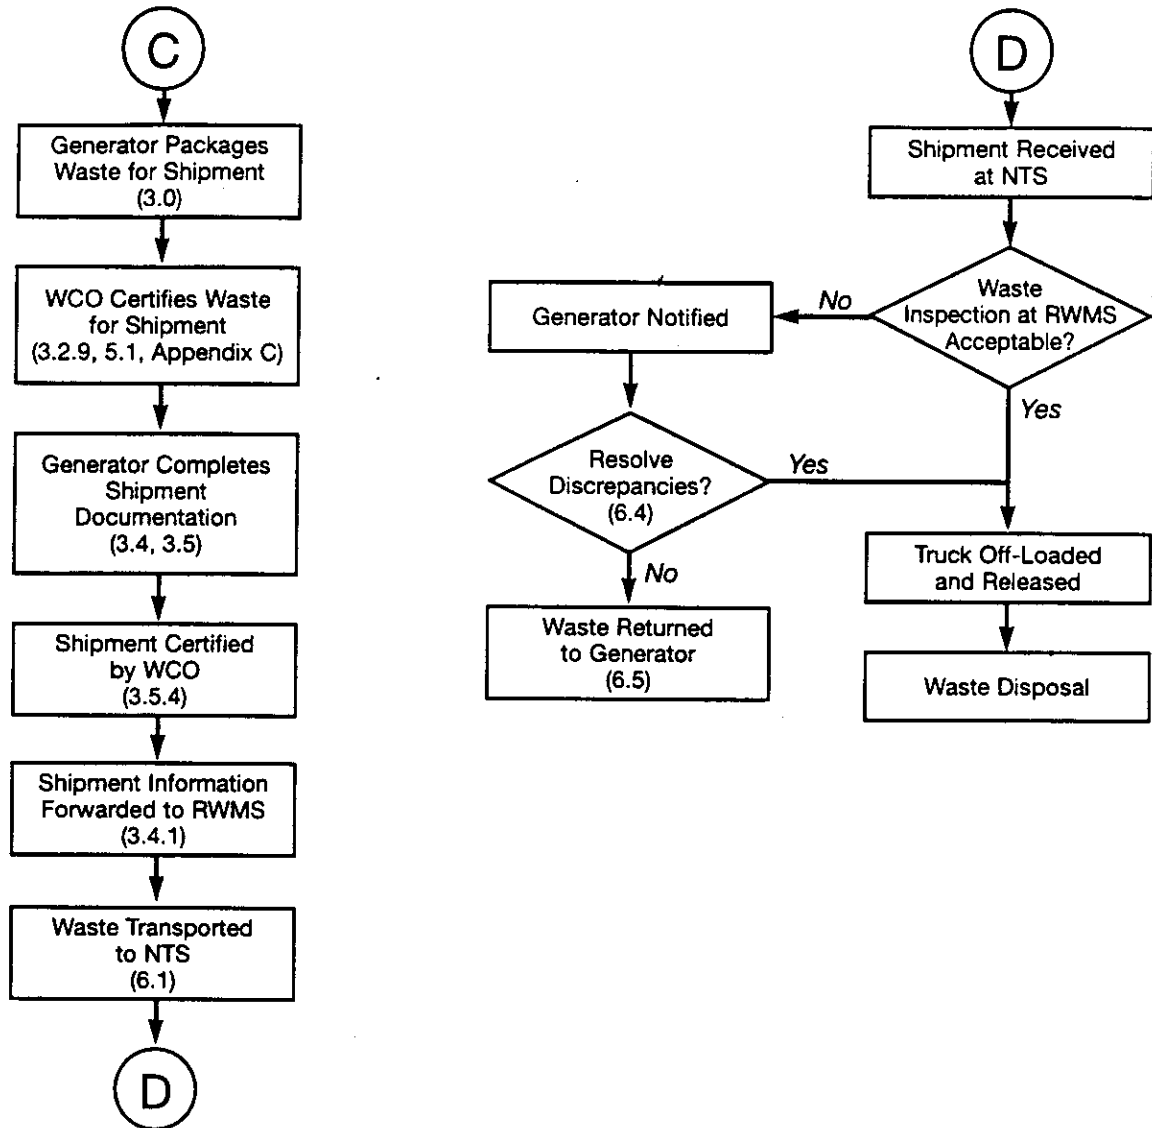 C
Generator Packages
Waste for Shipment
(3.0)
WCO Certifies Waste
for Shipment
(3.2.9, 5.1, Appendix C)
Generator Completes
Shipment
Documentation
(3.4, 3.5)
Shipment Certified
by WCO
(3.5.4)
Shipment Information
Forwarded to RWMS
(3.4.1)
Waste Transported
to NTS
(6.1)
D
D
Shipment Received
at NTS
Waste
Inspection at RWMS
Acceptable?
No
Yes
Generator Notified
Resolve
Discrepancies?
(6.4)
Yes
No
Waste Returned
to Generator
(6.5)
Truck Off-Loaded
and Released
Waste Disposal